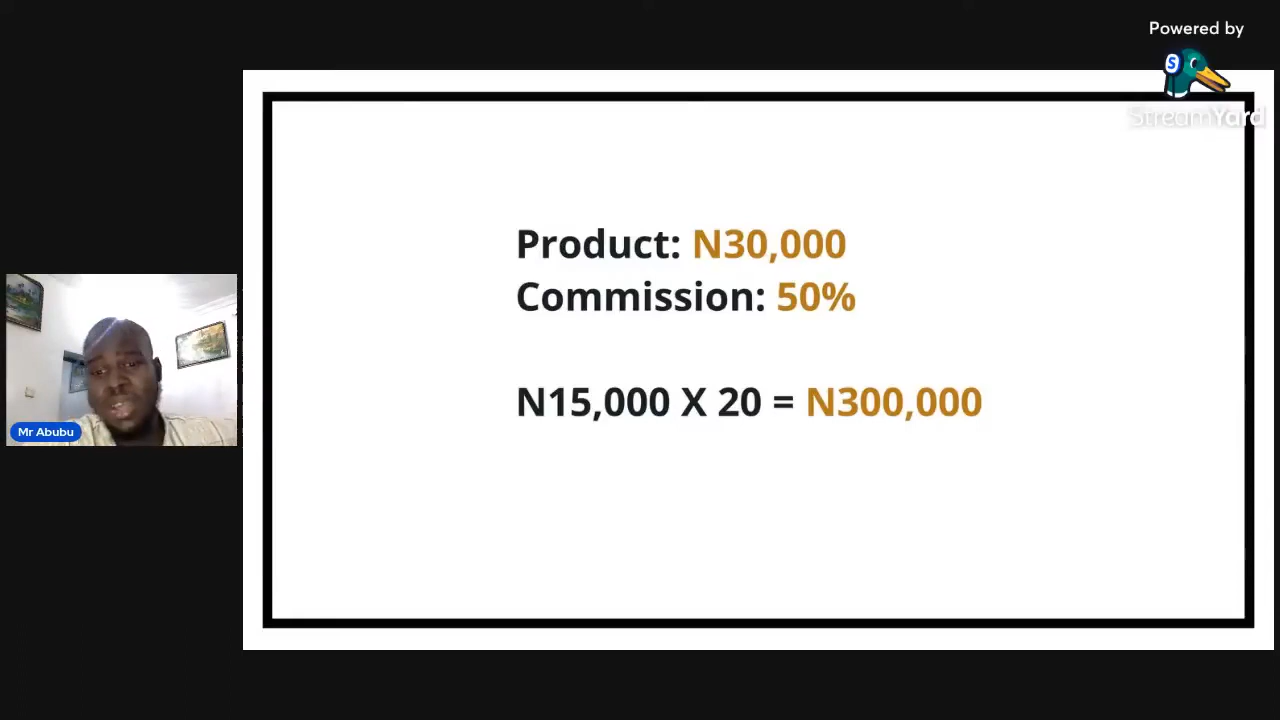 Powered by
S
StreamYard
Product: N30,000
Commission: 50%
N15,000 X 20 = N300,000
Mr Abubu